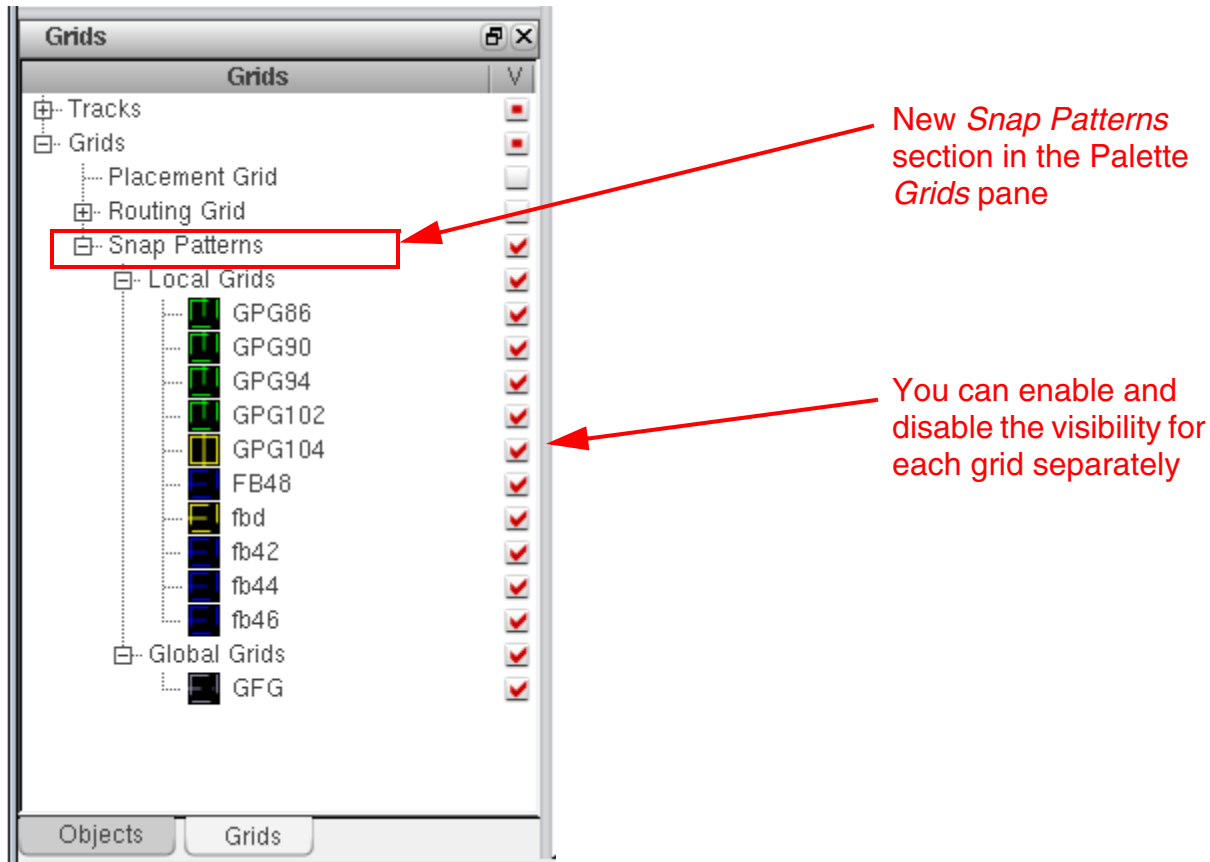 Grids
Grids V
Tracks
Grids
Placement Grid
Routing Grid
Snap Patterns
Local Grids
GPG86
GPG90
GPG94
GPG102
GPG104
FB48
fbd
fb42
fb44
fb46
Global Grids
GFG
Objects Grids
New Snap Patterns
section in the Palette
Grids pane
You can enable and
disable the visibility for
each grid separately